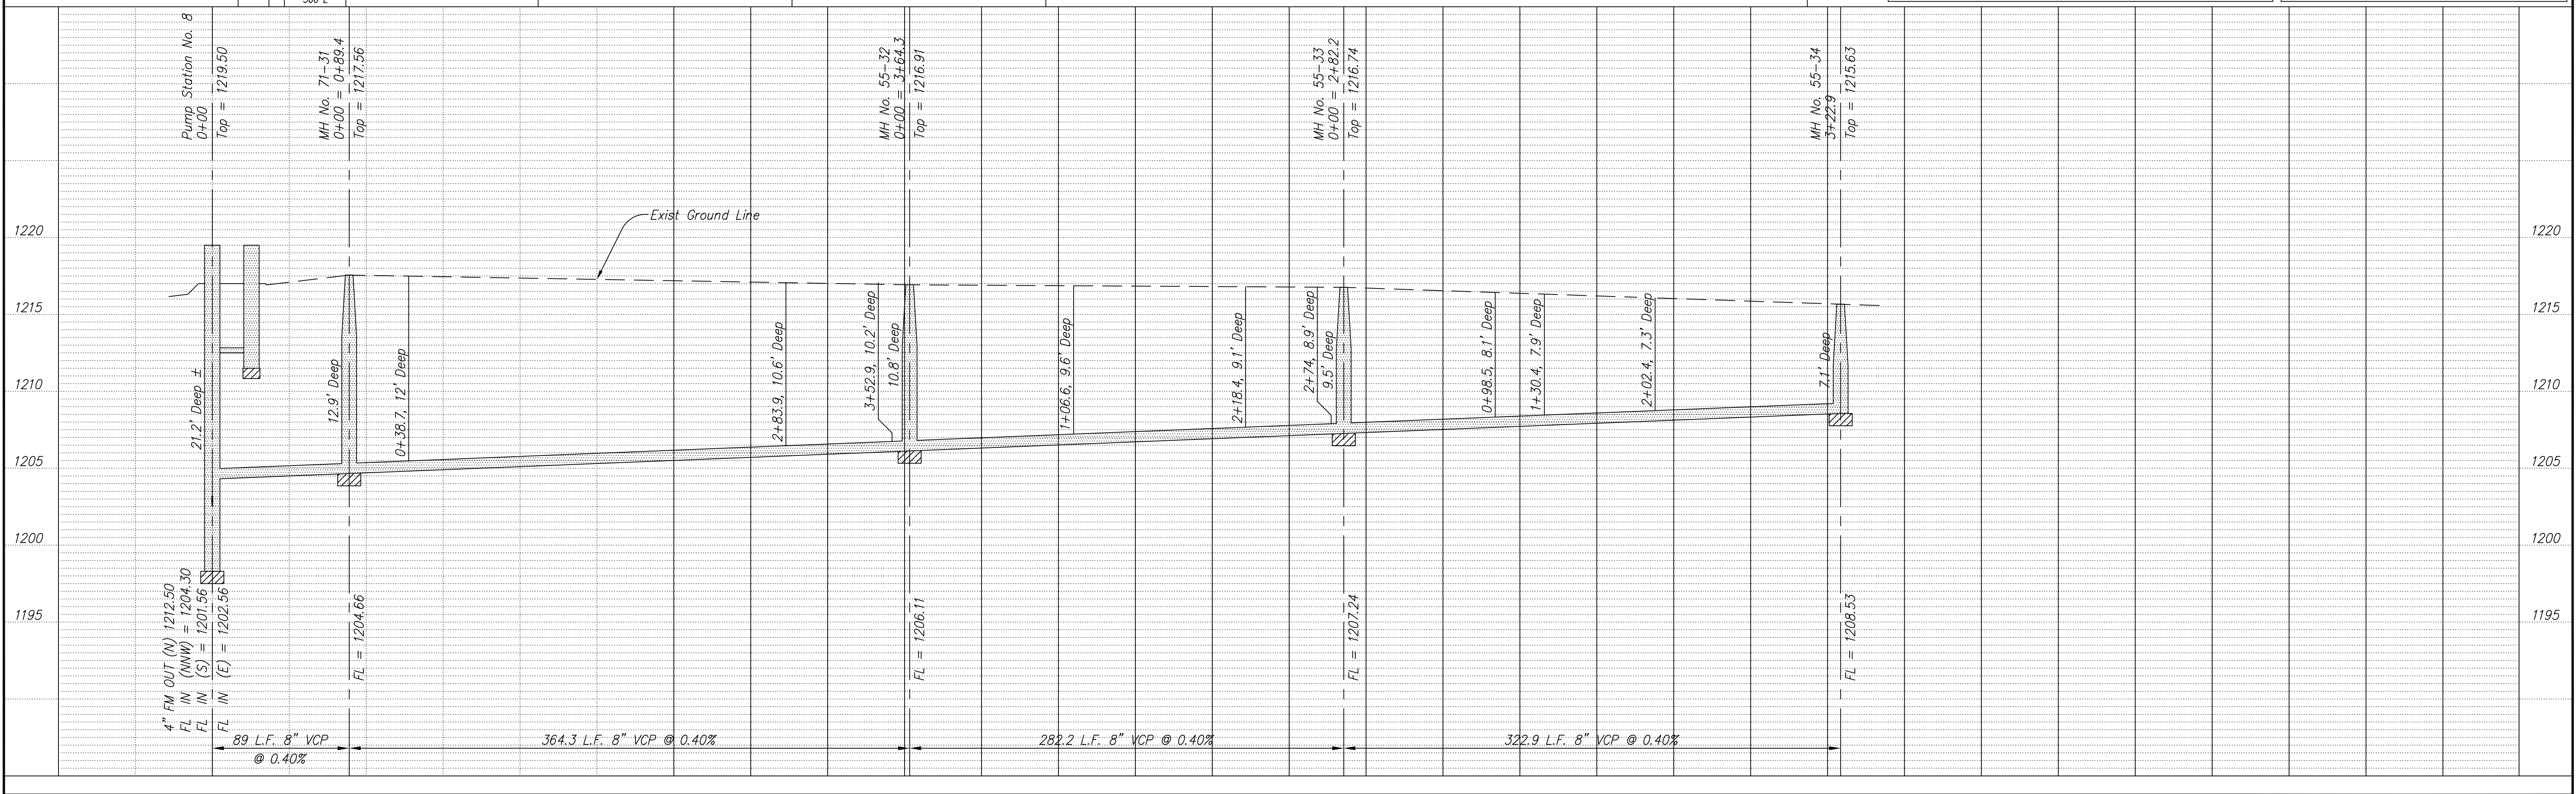 Pump Station No. 8
0+00
Top = 1219.50
MH No. 71-31
0+00 = 0+89.4
Top = 1217.56
MH No. 55-32
0+00 = 3+64.3
Top = 1216.91
MH No. 55-33
0+00 = 2+82.2
Top = 1216.74
MH No. 55-34
3+22.9
Top = 1215.63
Exist Ground Line
1220
1220
1215
1215
1210
1210
1205
1205
1200
1200
1195
1195
21.2' Deep ±
12.9' Deep
0+38.7, 12' Deep
2+83.9, 10.6' Deep
3+52.9, 10.2' Deep
10.8' Deep
1+06.6, 9.6' Deep
2+18.4, 9.1' Deep
2+74, 8.9' Deep
9.5' Deep
0+98.5, 8.1' Deep
1+30.4, 7.9' Deep
2+02.4, 7.3' Deep
7.1' Deep
4" FM OUT (N) 1212.50
FL IN (NNW) = 1204.30
FL IN (S) = 1201.56
FL IN (E) = 1202.56
FL = 1204.66
FL = 1206.11
FL = 1207.24
FL = 1208.53
89 L.F. 8" VCP
@ 0.40%
364.3 L.F. 8" VCP @ 0.40%
282.2 L.F. 8" VCP @ 0.40%
322.9 L.F. 8" VCP @ 0.40%